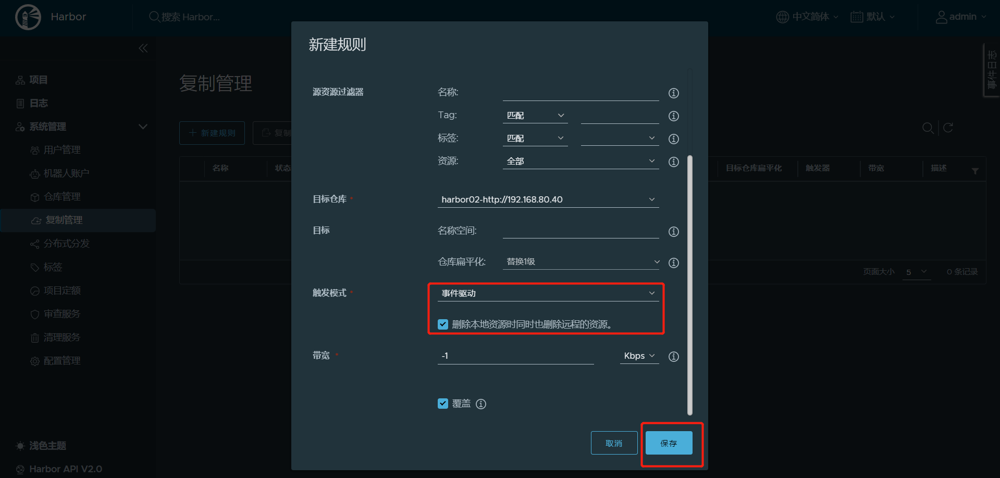 Harbor
搜索 Harbor...
中文简体
默认
admin
事件日志
项目
日志
系统管理
用户管理
机器人账户
仓库管理
复制管理
分布式分发
标签
项目定额
审查服务
清理服务
配置管理
浅色主题
Harbor API V2.0
复制管理
新建规则
复制
名称
状态
目标仓库扁平化
触发器
带宽
描述
页面大小 5
0 条记录
新建规则
源资源过滤器
名称:
Tag: 匹配
标签: 匹配
资源: 全部
目标仓库 * harbor02-http://192.168.80.40
目标 名称空间:
仓库扁平化: 替换1级
触发模式 * 事件驱动
删除本地资源时同时也删除远程的资源。
带宽 * -1 Kbps
覆盖
取消
保存